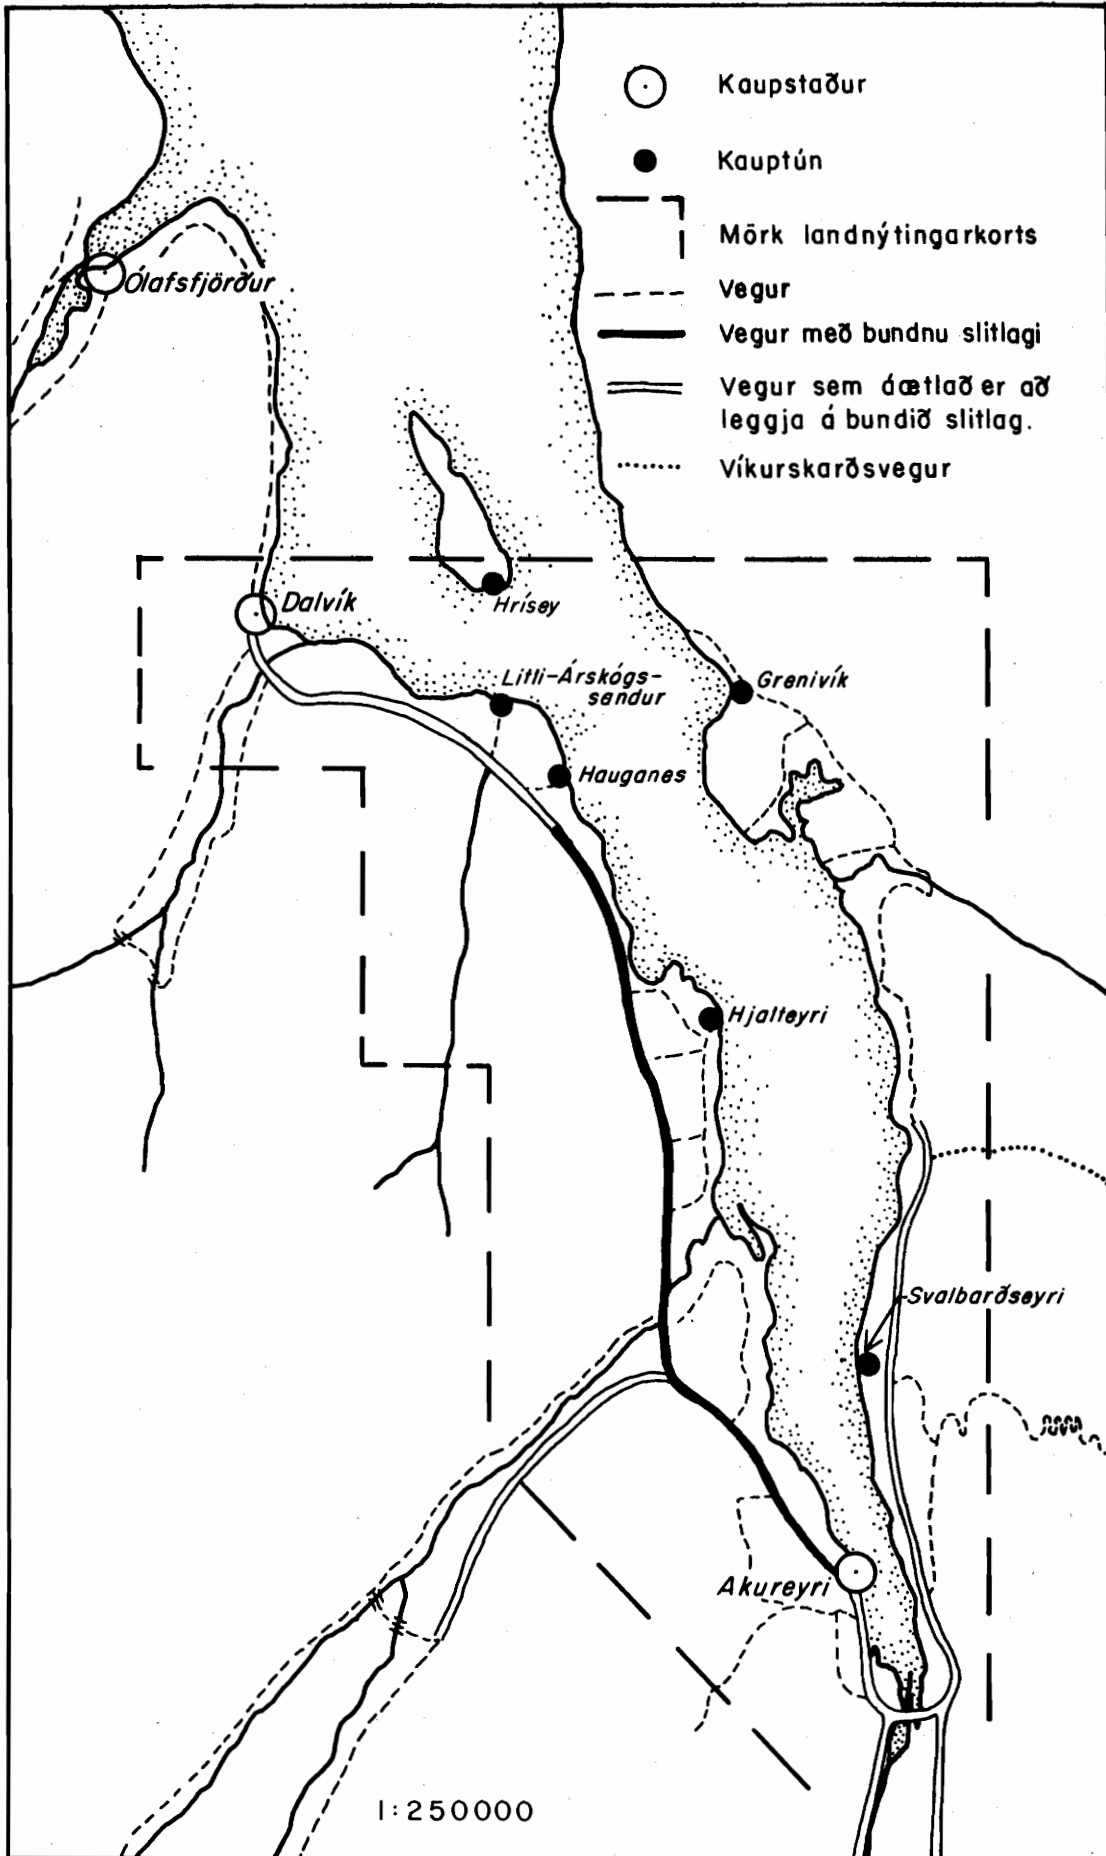 Kaupstaður
Kauptún
Mörk landnýtingarkorts
Vegur
Vegur með bundnu slitlagi
Vegur sem áætlað er að
leggja á bundið slitlag.
Víkurskarðsvegur
Ólafsfjörður
Dalvík
Hrísey
Litli-Árskógs-
sandur
Grenivík
Hauganes
Hjalteyri
Svalbarðseyri
Akureyri
1:250000